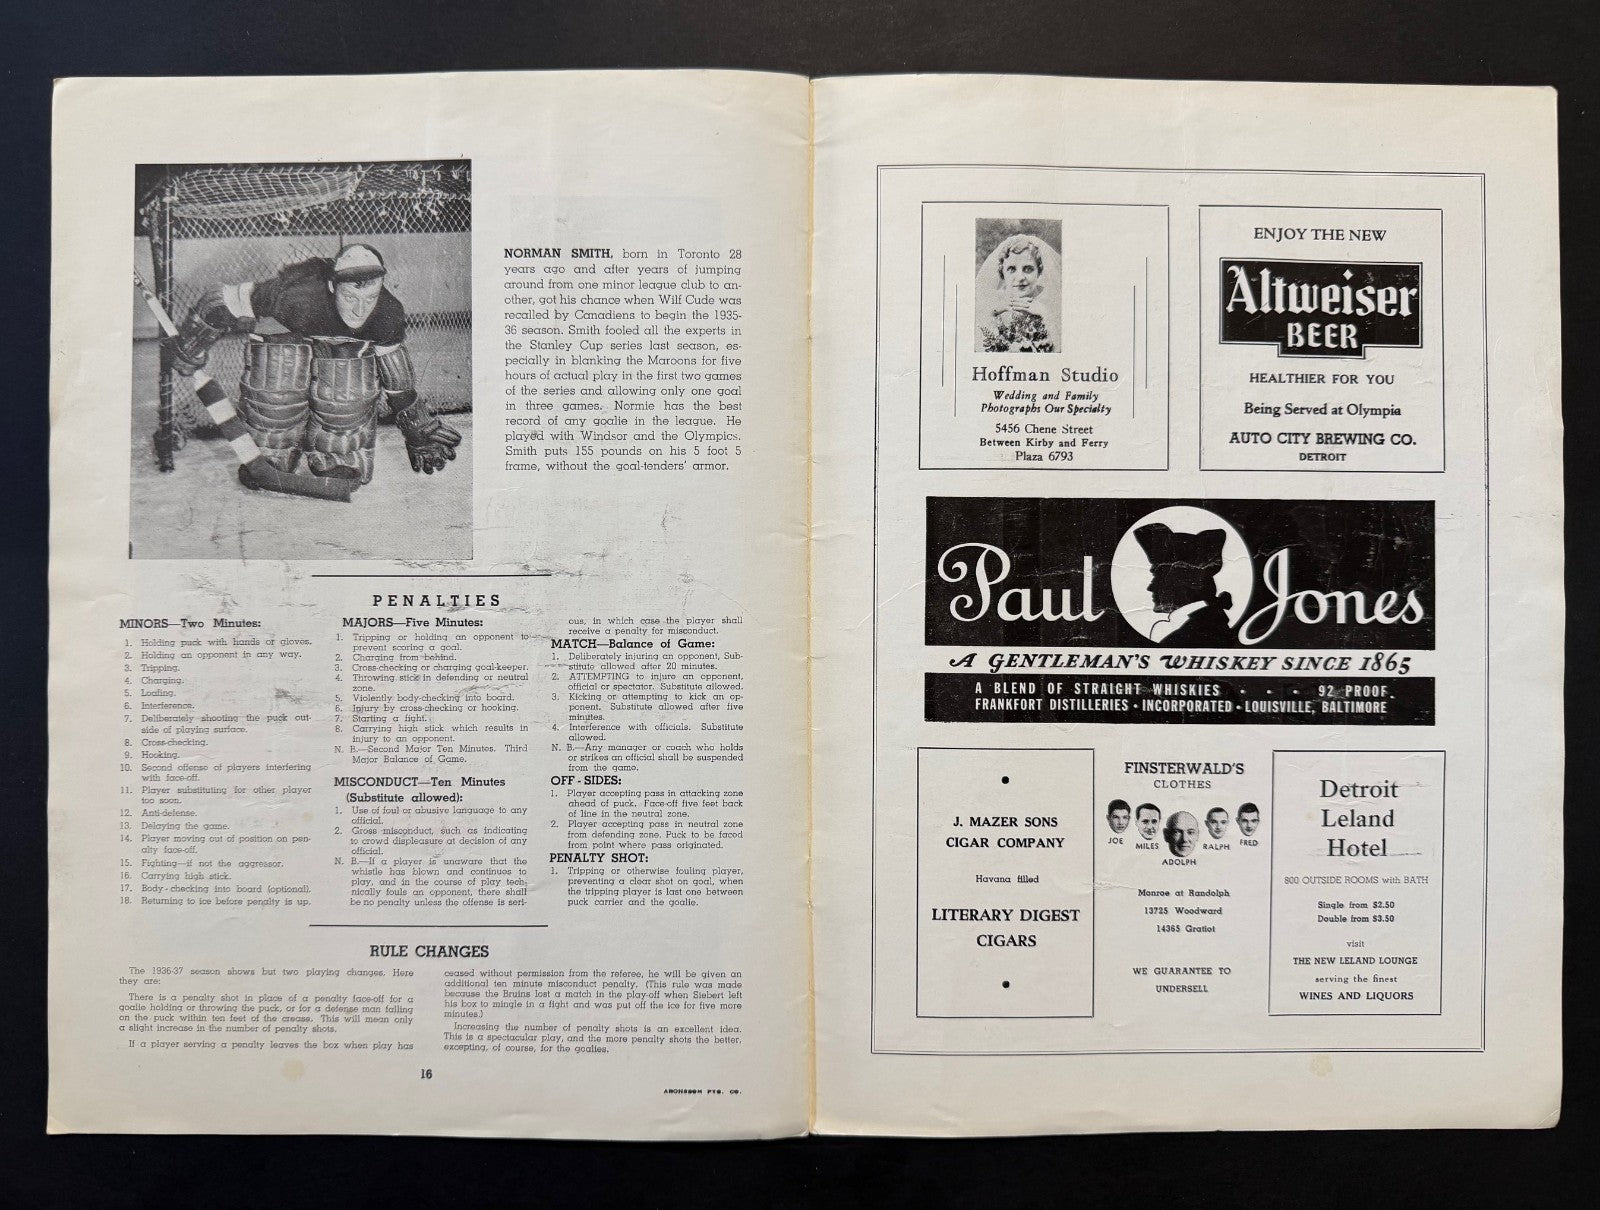 NORMAN SMITH, born in Toronto 28
years ago and after years of jumping
around from one minor league club to an-
other, got his chance when Wilf Cude was
recalled by Canadiens to begin the 1935-
36 season. Smith fooled all the experts in
the Stanley Cup series last season, es-
pecially in blanking the Maroons for five
hours of actual play in the first two games
of the series and allowing only one goal
in three games. Normie has the best
record of any goalie in the league. He
played with Windsor and the Olympics.
Smith puts 155 pounds on his 5 foot 5
frame, without the goal-tenders' armor.
PENALTIES
MINORS—Two Minutes:
1. Holding puck with hands or gloves.
2. Holding an opponent in any way.
3. Tripping.
4. Charging.
5. Loafing.
6. Interference.
7. Deliberately shooting the puck out-
side of playing surface.
8. Cross-checking.
9. Hooking.
10. Second offense of players interfering
with face-off.
11. Player substituting for other player
too soon.
12. Anti-defense.
13. Delaying the game.
14. Player moving out of position on pen-
alty face-off.
15. Fighting—if not the aggressor.
16. Carrying high stick.
17. Body-checking into board (optional).
18. Returning to ice before penalty is up.
MAJORS—Five Minutes:
1. Tripping or holding an opponent to
prevent scoring a goal.
2. Charging from behind.
3. Cross-checking or charging goal-keeper.
4. Throwing stick in defending or neutral
zone.
5. Violently body-checking into board.
6. Injury by cross-checking or hooking.
7. Starting a fight.
8. Carrying high stick which results in
injury to an opponent.
N. B.—Second Major Ten Minutes. Third
Major Balance of Game.
MISCONDUCT—Ten Minutes
(Substitute allowed):
1. Use of foul or abusive language to any
official.
2. Gross misconduct, such as indicating
to crowd displeasure at decision of any
official.
N. B.—If a player is unaware that the
whistle has blown and continues to
play, and in the course of play tech-
nically fouls an opponent, there shall
be no penalty unless the offense is seri-
ous, in which case the player shall
receive a penalty for misconduct.
MATCH—Balance of Game:
1. Deliberately injuring an opponent, Sub-
stitute allowed after 20 minutes.
2. ATTEMPTING to injure an opponent,
official or spectator. Substitute allowed.
3. Kicking or attempting to kick an op-
ponent. Substitute allowed after five
minutes.
4. Interference with officials. Substitute
allowed.
N. B.—Any manager or coach who holds
or strikes an official shall be suspended
from the game.
OFF-SIDES:
1. Player accepting pass in attacking zone
ahead of puck. Face-off five feet back
of line in the neutral zone.
2. Player accepting pass in neutral zone
from defending zone. Puck to be faced
from point where pass originated.
PENALTY SHOT:
1. Tripping or otherwise fouling player,
preventing a clear shot on goal, when
the tripping player is last one between
puck carrier and the goalie.
RULE CHANGES
The 1936-37 season shows but two playing changes. Here
they are:
There is a penalty shot in place of a penalty face-off for a
goalie holding or throwing the puck, or for a defense man falling
on the puck within ten feet of the crease. This will mean only
a slight increase in the number of penalty shots.
If a player serving a penalty leaves the box when play has
ceased without permission from the referee, he will be given an
additional ten minute misconduct penalty. (This rule was made
because the Bruins lost a match in the play-off when Siebert left
his box to mingle in a fight and was put off the ice for five more
minutes.)
Increasing the number of penalty shots is an excellent idea.
This is a spectacular play, and the more penalty shots the better,
excepting, of course, for the goalies.
16
ARONSSON PTG. CO.
Hoffman Studio
Wedding and Family
Photographs Our Specialty
5456 Chene Street
Between Kirby and Ferry
Plaza 6793
ENJOY THE NEW
Altweiser
BEER
HEALTHIER FOR YOU
Being Served at Olympia
AUTO CITY BREWING CO.
DETROIT
Paul Jones
A GENTLEMAN'S WHISKEY SINCE 1865
A BLEND OF STRAIGHT WHISKIES · · · 92 PROOF.
FRANKFORT DISTILLERIES · INCORPORATED · LOUISVILLE, BALTIMORE
J. MAZER SONS
CIGAR COMPANY
Havana filled
LITERARY DIGEST
CIGARS
FINSTERWALD'S
CLOTHES
JOE
MILES
ADOLPH
RALPH
FRED
Monroe at Randolph
13725 Woodward
14365 Gratiot
WE GUARANTEE TO
UNDERSELL
Detroit
Leland
Hotel
800 OUTSIDE ROOMS with BATH
Single from $2.50
Double from $3.50
visit
THE NEW LELAND LOUNGE
serving the finest
WINES AND LIQUORS